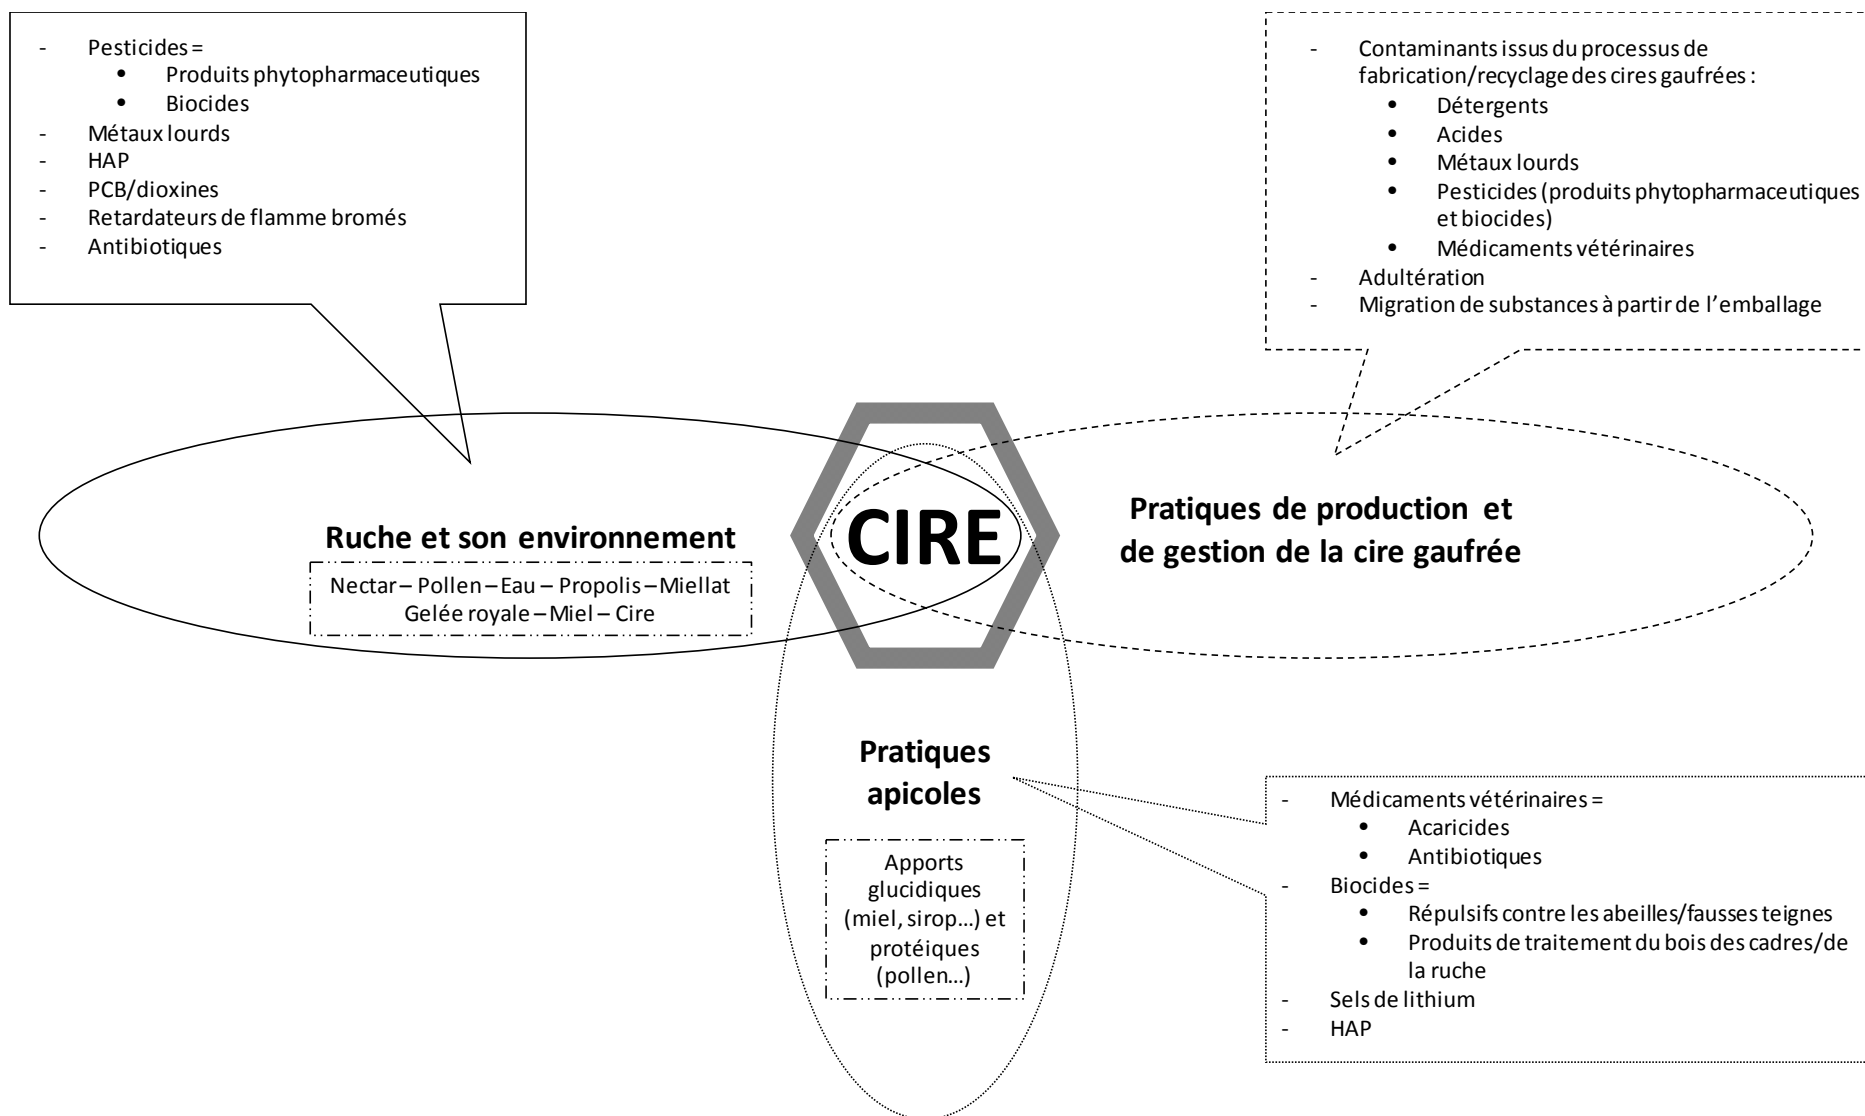 - Pesticides =
• Produits phytopharmaceutiques
• Biocides
- Métaux lourds
- HAP
- PCB/dioxines
- Retardateurs de flamme bromés
- Antibiotiques
- Contaminants issus du processus de
fabrication/recyclage des cires gaufrées :
• Détergents
• Acides
• Métaux lourds
• Pesticides (produits phytopharmaceutiques
et biocides)
• Médicaments vétérinaires
- Adultération
- Migration de substances à partir de l’emballage
Ruche et son environnement
Nectar – Pollen – Eau – Propolis – Miellat
Gelée royale – Miel – Cire
CIRE
Pratiques de production et
de gestion de la cire gaufrée
Pratiques
apicoles
Apports
glucidiques
(miel, sirop…) et
protéiques
(pollen…)
- Médicaments vétérinaires =
• Acaricides
• Antibiotiques
- Biocides =
• Répulsifs contre les abeilles/fausses teignes
• Produits de traitement du bois des cadres/de
la ruche
- Sels de lithium
- HAP